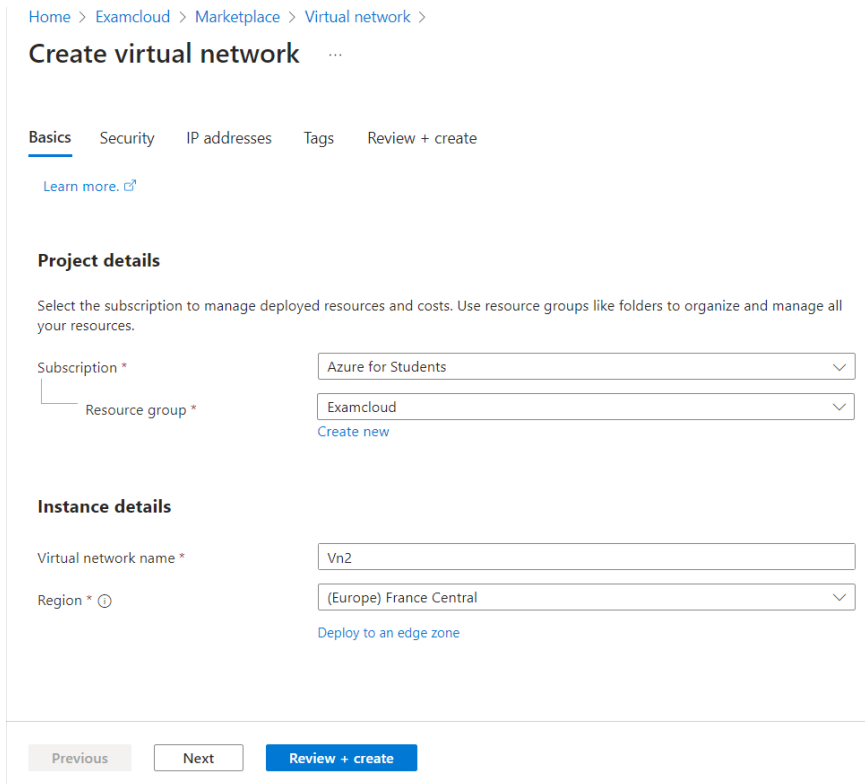 Home > Examcloud > Marketplace > Virtual network >
Create virtual network ...
Basics Security IP addresses Tags Review + create
Learn more.
Project details
Select the subscription to manage deployed resources and costs. Use resource groups like folders to organize and manage all
your resources.
Subscription * Azure for Students
Resource group * Examcloud
Create new
Instance details
Virtual network name * Vn2
Region * (Europe) France Central
Deploy to an edge zone
Previous Next Review + create